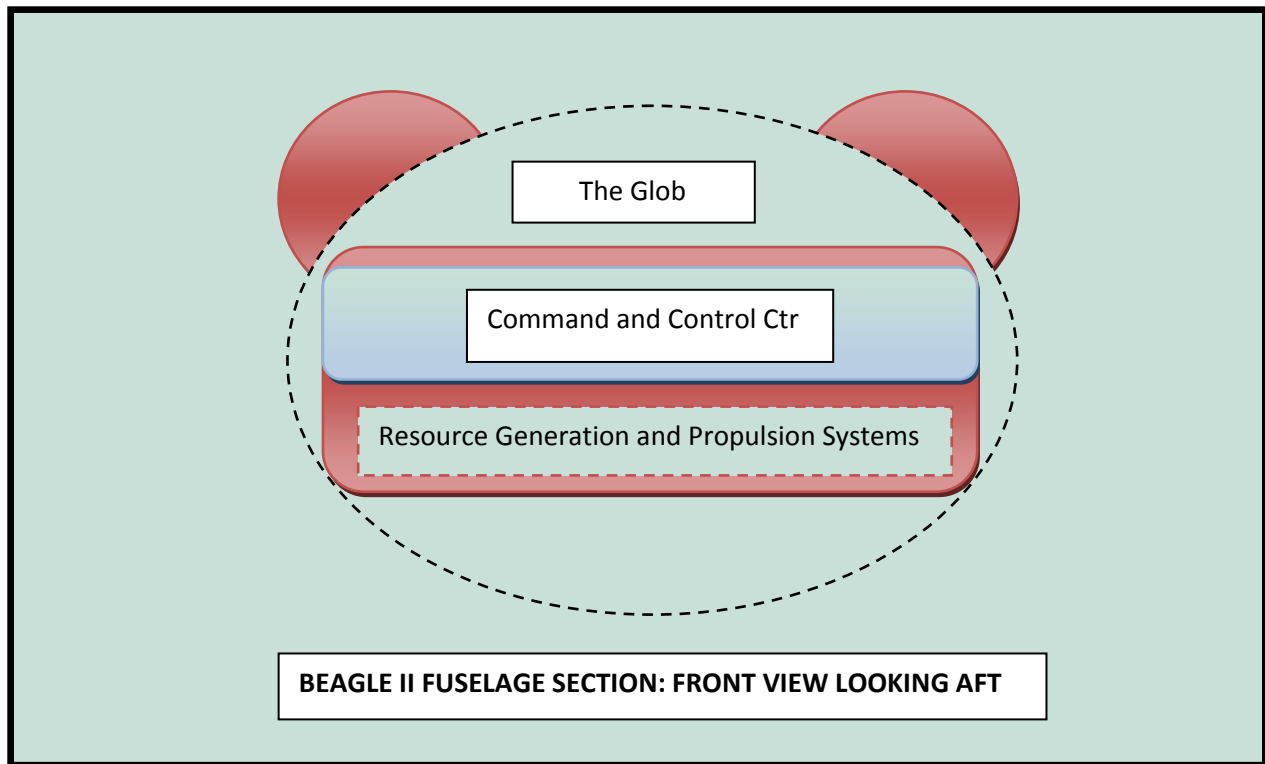 The Glob
Command and Control Ctr
Resource Generation and Propulsion Systems
BEAGLE II FUSELAGE SECTION: FRONT VIEW LOOKING AFT